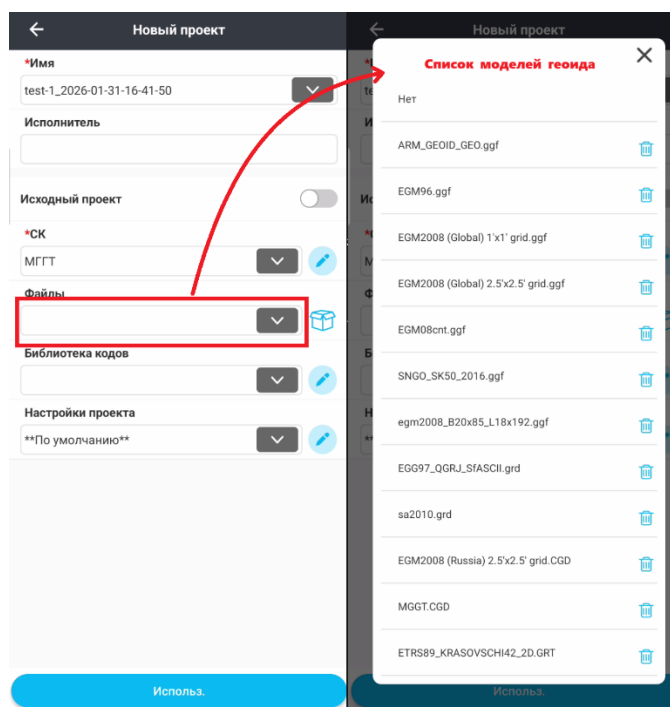 Новый проект
*Имя
test-1_2026-01-31-16-41-50
Исполнитель
Исходный проект
*СК
МГГТ
Файлы
Библиотека кодов
Настройки проекта
**По умолчанию**
Использ.
Новый проект
Список моделей геоида
Нет
ARM_GEOID_GEO.ggf
EGM96.ggf
EGM2008 (Global) 1'x1' grid.ggf
EGM2008 (Global) 2.5'x2.5' grid.ggf
EGM08cnt.ggf
SNGO_SK50_2016.ggf
egm2008_B20x85_L18x192.ggf
EGG97_QGRJ_SfASCII.grd
sa2010.grd
EGM2008 (Russia) 2.5'x2.5' grid.CGD
MGGT.CGD
ETRS89_KRASOVSCHI42_2D.GRT
Использ.